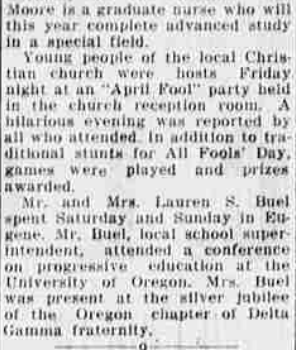 Moore is a graduate nurse who will
this year complete advanced study
in a special field.
Young people of the local Chris-
tian church were hosts Friday
night at an "April Fool" party held
in the church reception room. A
hilarious evening was reported by
all who attended. In addition to tra-
ditional stunts for All Fools' Day,
games were played and prizes
awarded.
Mr. and Mrs. Lauren S. Buel
spent Saturday and Sunday in Eu-
gene. Mr. Buel, local school super-
intendent, attended a conference
on progressive education at the
University of Oregon. Mrs. Buel
was present at the silver jubilee
of the Oregon chapter of Delta
Gamma fraternity.